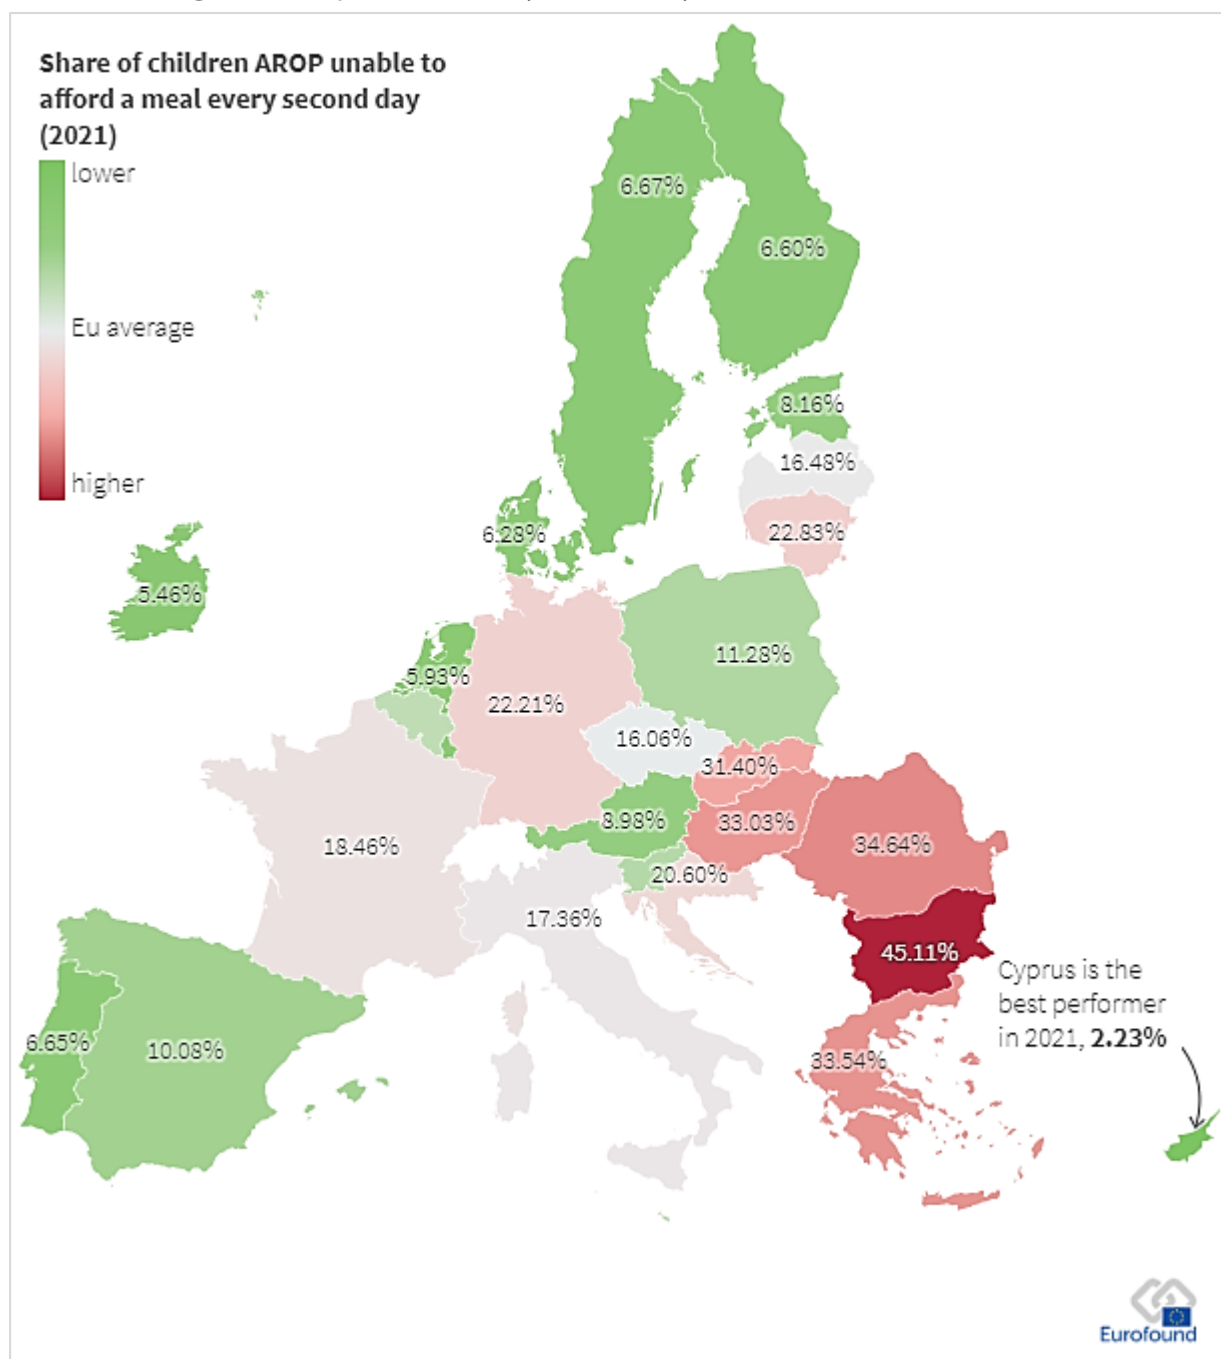 Share of children AROP unable to
afford a meal every second day
(2021)
lower
Eu average
higher
6.67%
6.60%
8.16%
16.48%
22.83%
6.28%
5.46%
5.93%
11.28%
22.21%
16.06%
31.40%
8.98%
33.03%
34.64%
18.46%
20.60%
17.36%
45.11%
Cyprus is the
best performer
in 2021, 2.23%
6.65%
10.08%
33.54%
Eurofound